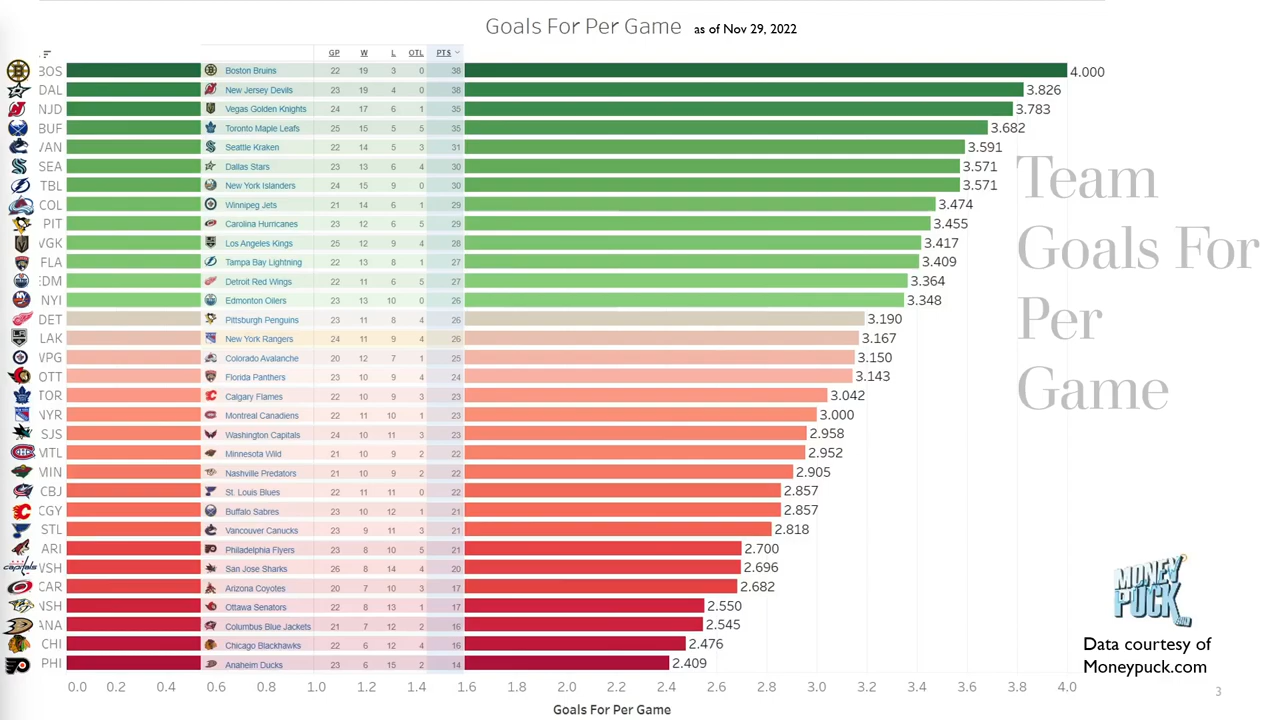 Goals For Per Game as of Nov 29, 2022
GP W L OTL PTS
BOS Boston Bruins 22 19 3 0 38 4.000
DAL New Jersey Devils 23 19 4 0 38 3.826
NJD Vegas Golden Knights 24 17 6 1 35 3.783
BUF Toronto Maple Leafs 25 15 5 5 35 3.682
VAN Seattle Kraken 22 14 5 3 31 3.591
SEA Dallas Stars 23 13 6 4 30 3.571
TBL New York Islanders 24 15 9 0 30 3.571
COL Winnipeg Jets 21 14 6 1 29 3.474
PIT Carolina Hurricanes 23 12 6 5 29 3.455
VGK Los Angeles Kings 25 12 9 4 28 3.417
FLA Tampa Bay Lightning 22 13 8 1 27 3.409
EDM Detroit Red Wings 22 11 6 5 27 3.364
NYI Edmonton Oilers 23 13 10 0 26 3.348
DET Pittsburgh Penguins 23 11 8 4 26 3.190
LAK New York Rangers 24 11 9 4 26 3.167
WPG Colorado Avalanche 20 12 7 1 25 3.150
OTT Florida Panthers 23 10 9 4 24 3.143
TOR Calgary Flames 22 10 9 3 23 3.042
NYR Montreal Canadiens 22 11 10 1 23 3.000
SJS Washington Capitals 24 10 11 3 23 2.958
MTL Minnesota Wild 21 10 9 2 22 2.952
MIN Nashville Predators 21 10 9 2 22 2.905
CBJ St. Louis Blues 22 11 11 0 22 2.857
CGY Buffalo Sabres 22 10 12 1 21 2.857
STL Vancouver Canucks 23 9 11 3 21 2.818
ARI Philadelphia Flyers 23 8 10 5 21 2.700
capitals WSH San Jose Sharks 26 8 14 4 20 2.696
CAR Arizona Coyotes 20 7 10 3 17 2.682
NSH Ottawa Senators 22 8 13 1 17 2.550
ANA Columbus Blue Jackets 21 7 12 2 16 2.545
CHI Chicago Blackhawks 22 6 12 4 16 2.476
PHI Anaheim Ducks 23 6 15 2 14 2.409
0.0 0.2 0.4 0.6 0.8 1.0 1.2 1.4 1.6 1.8 2.0 2.2 2.4 2.6 2.8 3.0 3.2 3.4 3.6 3.8 4.0
Goals For Per Game
Team
Goals For
Per
Game
MONEY
PUCK
Data courtesy of
Moneypuck.com
3